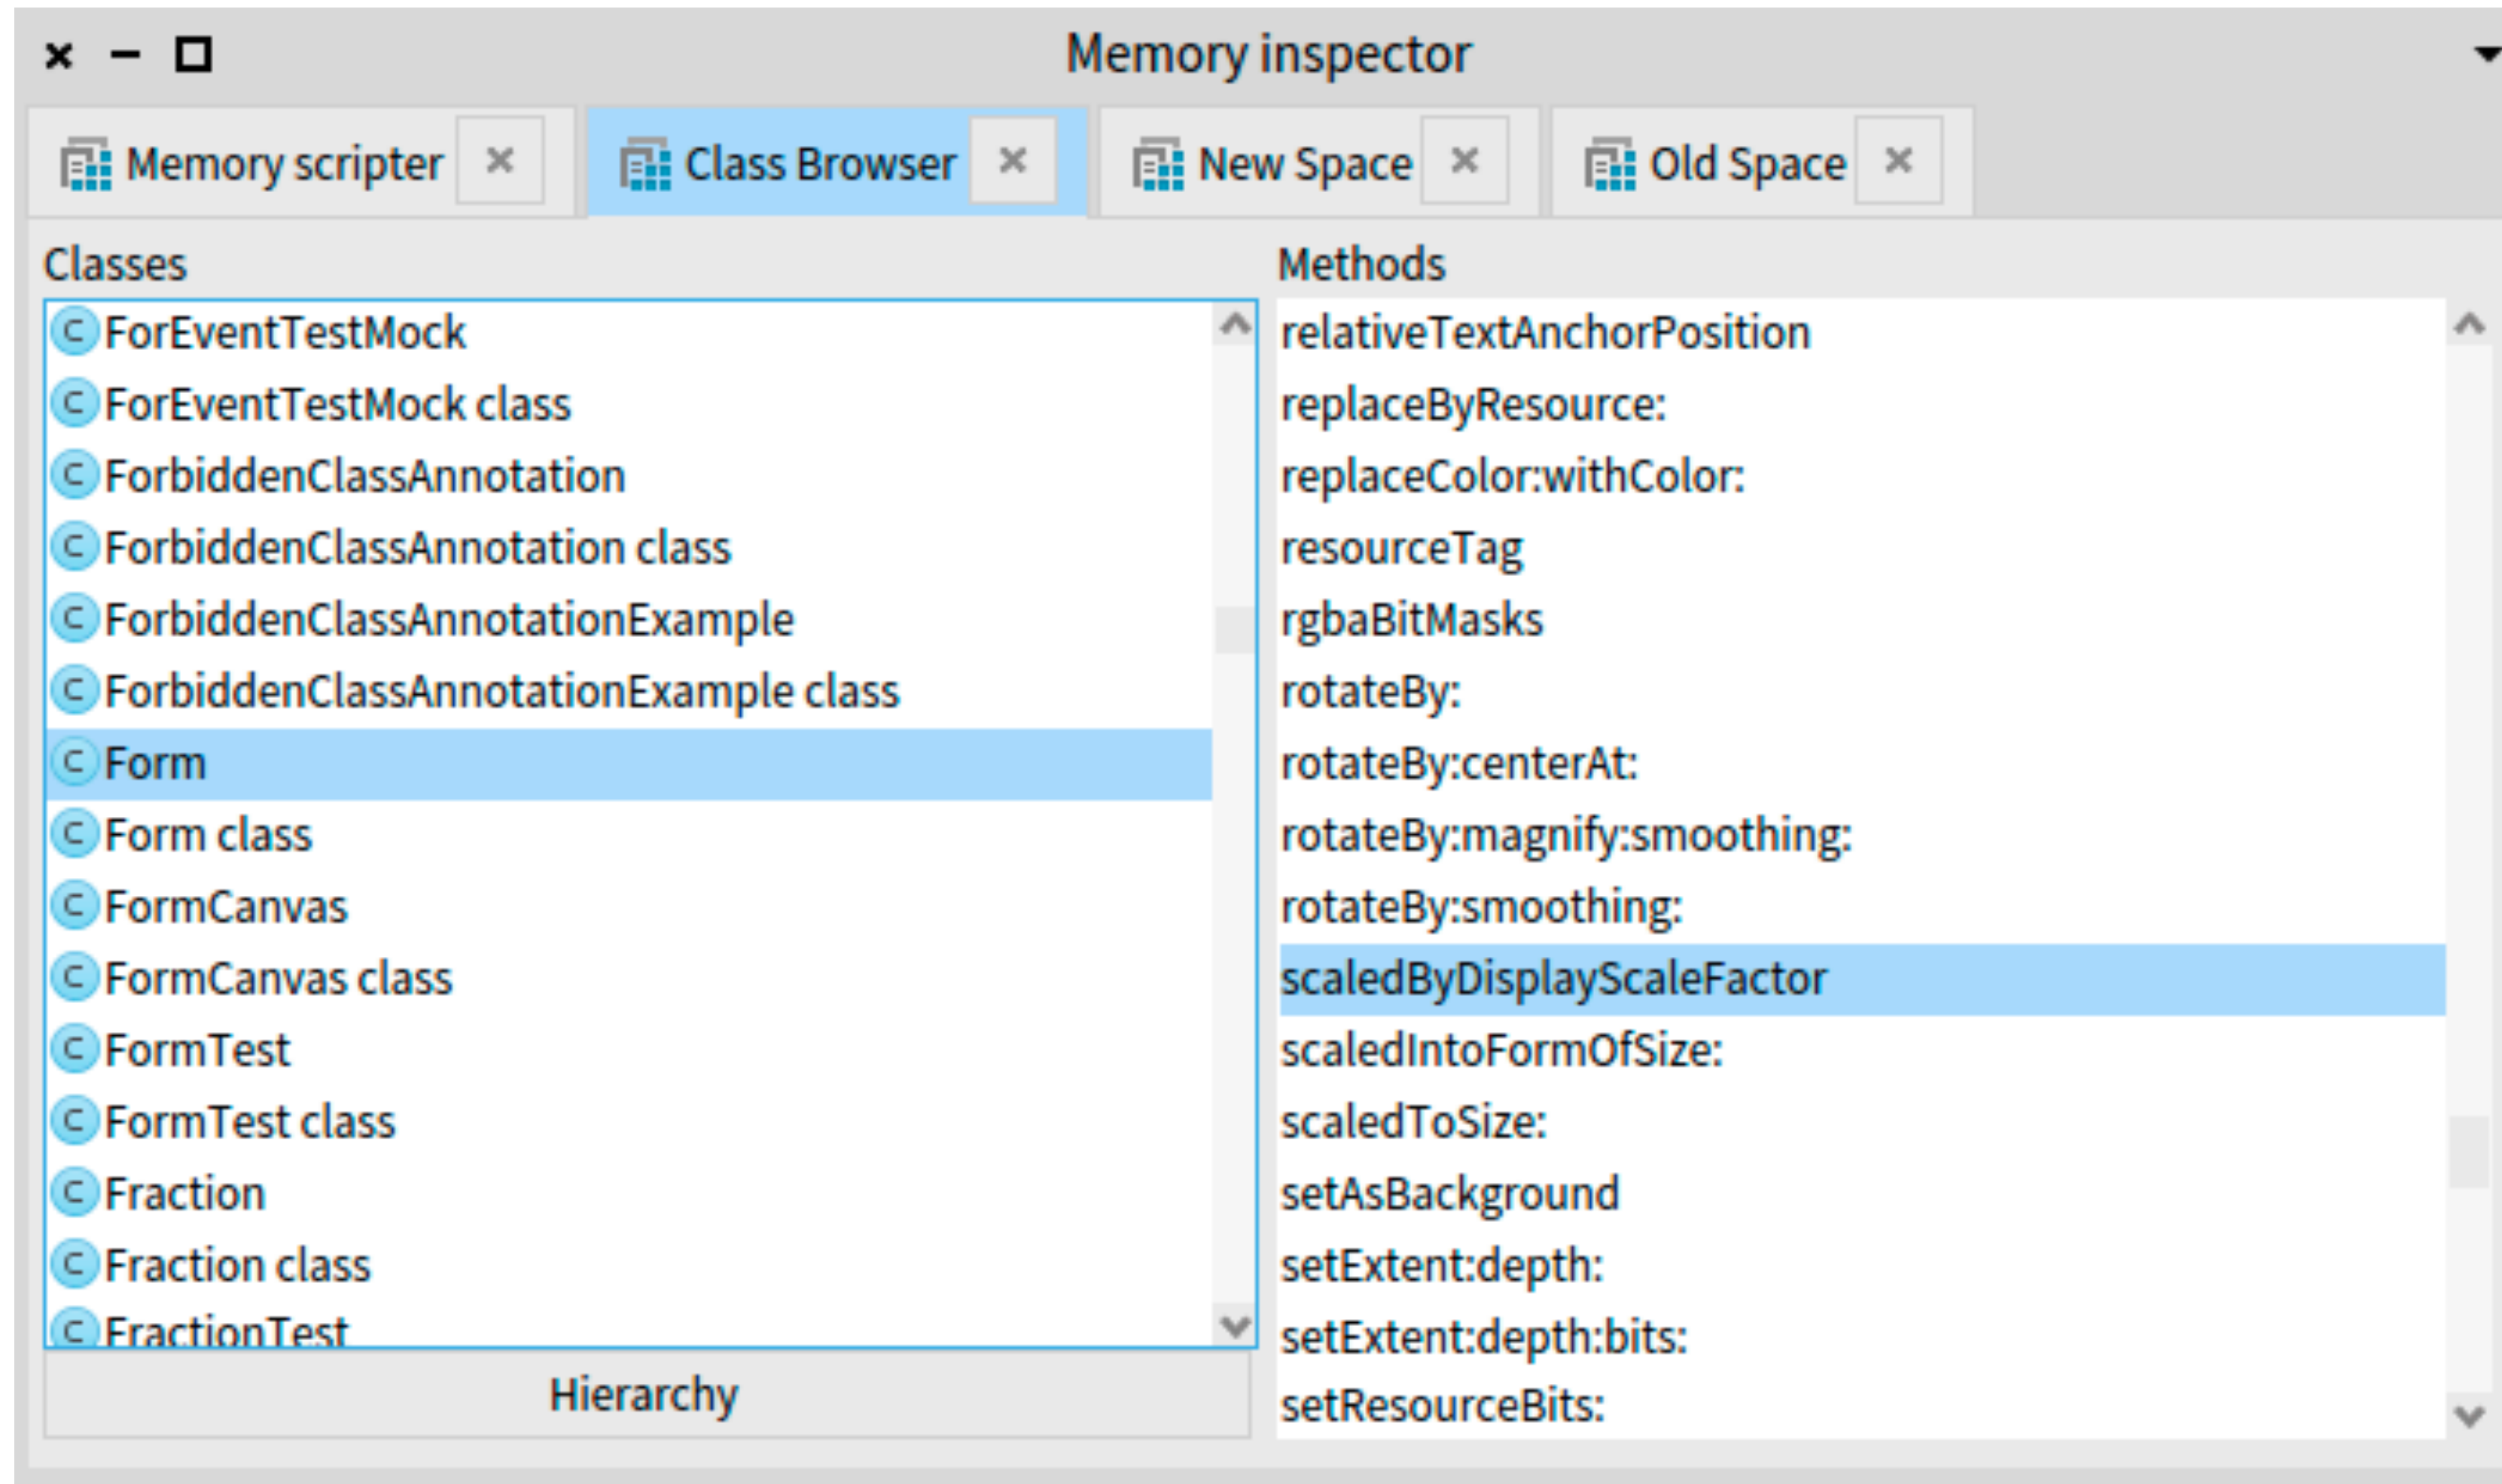 Memory inspector
Memory scripter
Class Browser
New Space
Old Space
Classes
ForEventTestMock
ForEventTestMock class
ForbiddenClassAnnotation
ForbiddenClassAnnotation class
ForbiddenClassAnnotationExample
ForbiddenClassAnnotationExample class
Form
Form class
FormCanvas
FormCanvas class
FormTest
FormTest class
Fraction
Fraction class
FractionTest
Hierarchy
Methods
relativeTextAnchorPosition
replaceByResource:
replaceColor:withColor:
resourceTag
rgbaBitMasks
rotateBy:
rotateBy:centerAt:
rotateBy:magnify:smoothing:
rotateBy:smoothing:
scaledByDisplayScaleFactor
scaledIntoFormOfSize:
scaledToSize:
setAsBackground
setExtent:depth:
setExtent:depth:bits:
setResourceBits: